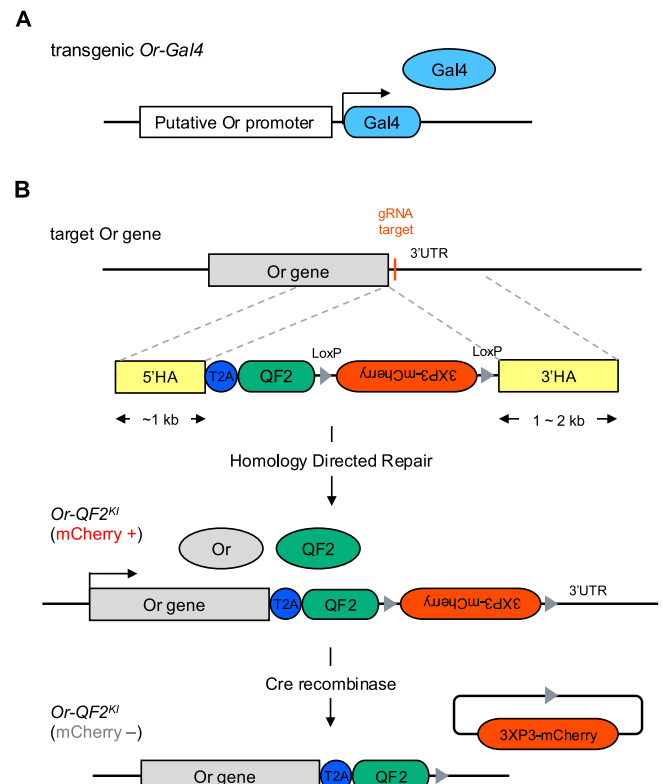 A
transgenic Or-Gal4
Gal4
Putative Or promoter
Gal4
B
target Or gene
gRNA
target
3'UTR
Or gene
LoxP
LoxP
5'HA
T2A
QF2
3XP3-mCherry
3'HA
~1 kb
1 ~ 2 kb
Homology Directed Repair
Or-QF2KI
(mCherry +)
Or
QF2
3'UTR
Or gene
T2A
QF2
3XP3-mCherry
Cre recombinase
Or-QF2KI
(mCherry –)
3XP3-mCherry
Or gene
T2A
QF2